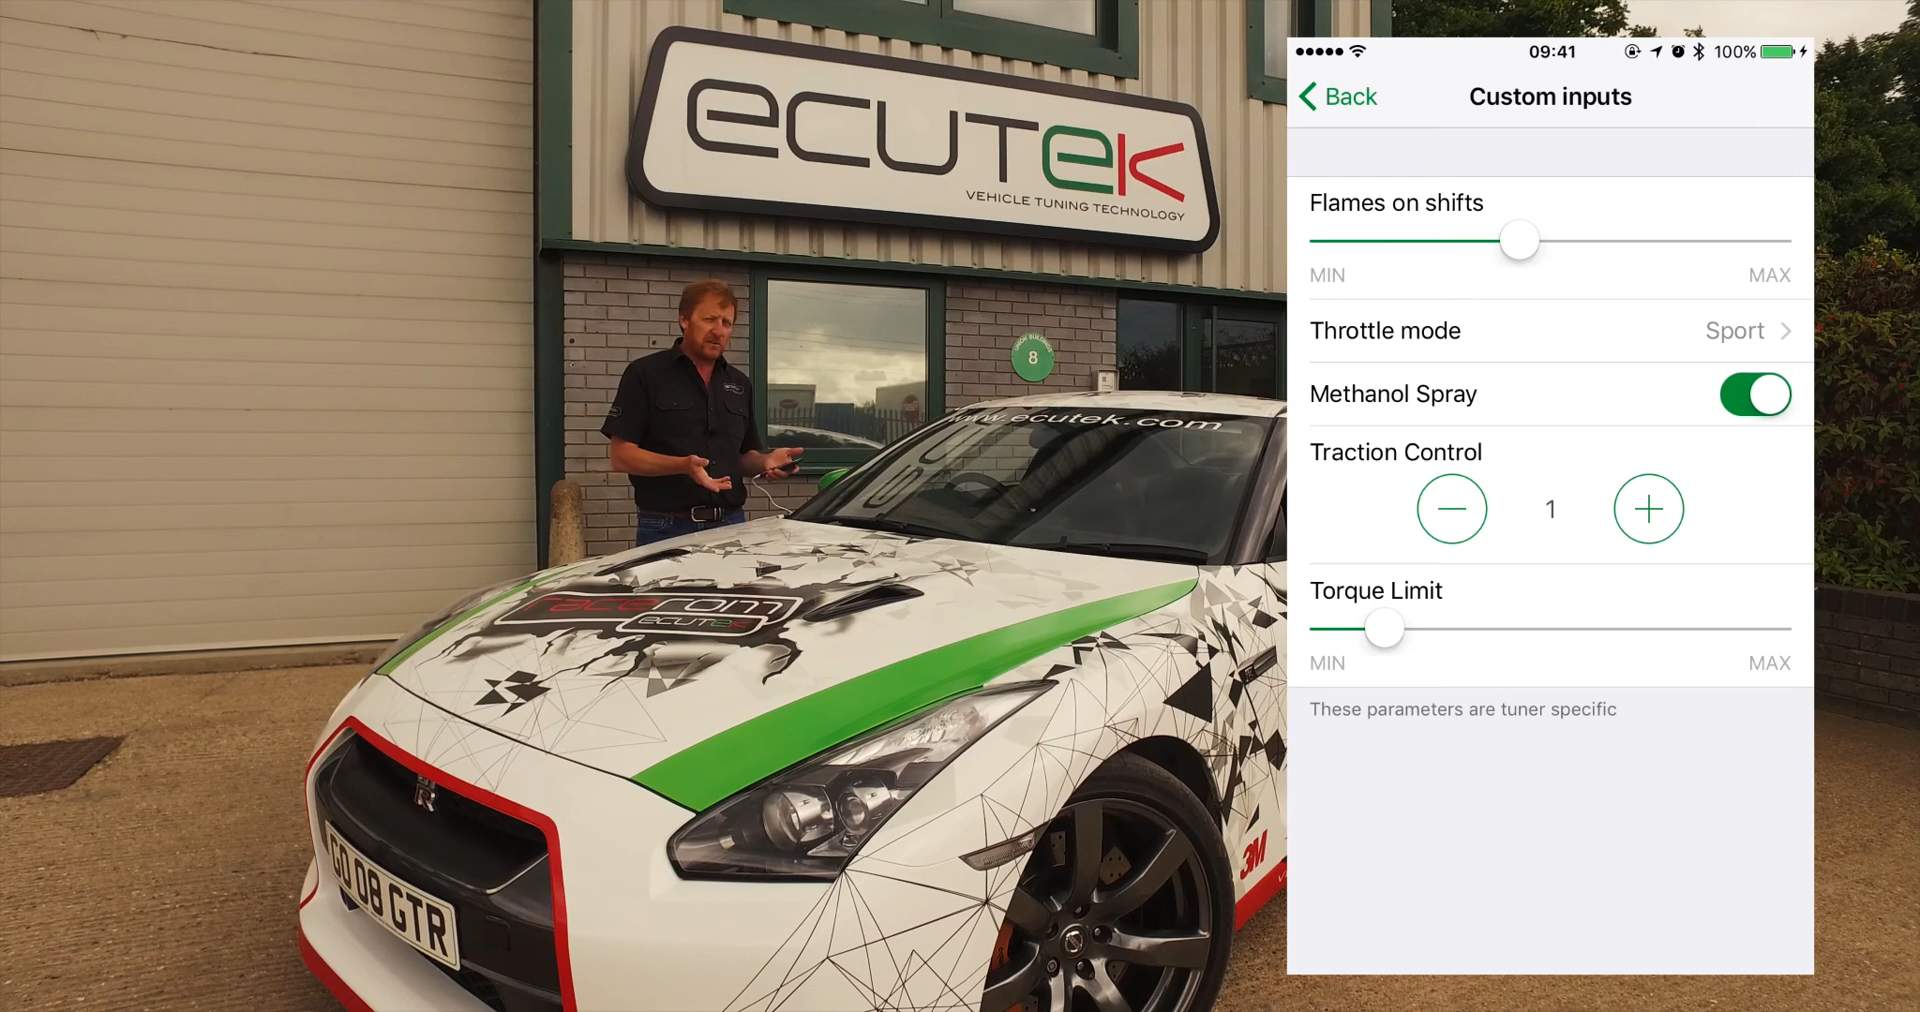 ecutek
VEHICLE TUNING TECHNOLOGY
8
www.ecutek.com
racerom
ecutek
GO08 GTR
R
3M
09:41
100%
Back
Custom inputs
Flames on shifts
MIN MAX
Throttle mode Sport
Methanol Spray
Traction Control
1
Torque Limit
MIN MAX
These parameters are tuner specific